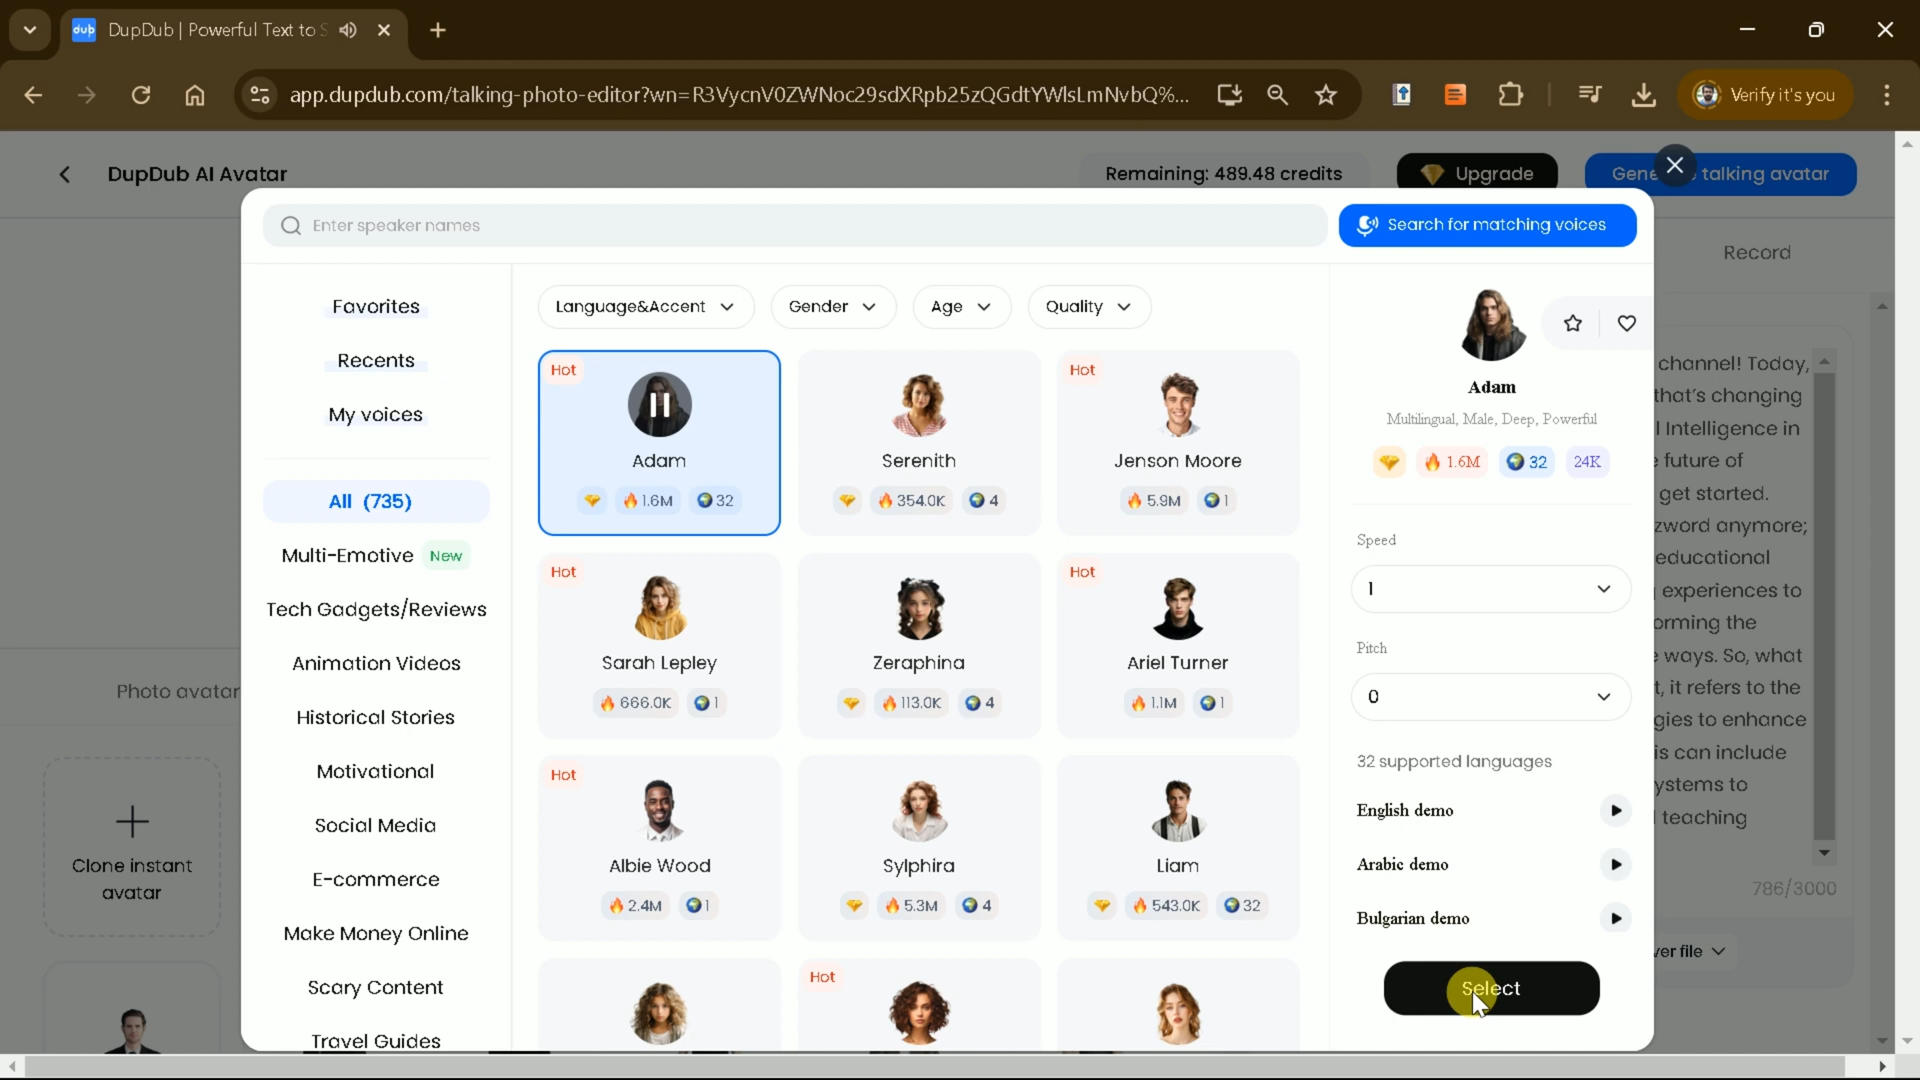 dub DupDub | Powerful Text to S
app.dupdub.com/talking-photo-editor?wn=R3VycnV0ZWNoc29sdXRpb25zQGdtYWlsLmNvbQ%...
Verify it's you
DupDub AI Avatar
Remaining: 489.48 credits
Upgrade
Gene talking avatar
Enter speaker names
Search for matching voices
Record
Favorites
Recents
My voices
All (735)
Multi-Emotive New
Tech Gadgets/Reviews
Animation Videos
Historical Stories
Motivational
Social Media
E-commerce
Make Money Online
Scary Content
Travel Guides
Language&Accent
Gender
Age
Quality
Hot
Adam
1.6M 32
Serenith
354.0K 4
Hot
Jenson Moore
5.9M 1
Hot
Sarah Lepley
666.0K 1
Zeraphina
113.0K 4
Hot
Ariel Turner
1.1M 1
Hot
Albie Wood
2.4M 1
Sylphira
5.3M 4
Liam
543.0K 32
Hot
Adam
Multilingual, Male, Deep, Powerful
1.6M 32 24K
Speed
1
Pitch
0
32 supported languages
English demo
Arabic demo
Bulgarian demo
Select
channel! Today,
that's changing
l Intelligence in
future of
get started.
zword anymore;
educational
experiences to
orming the
ways. So, what
t, it refers to the
gies to enhance
is can include
ystems to
teaching
786/3000
ver file
Photo avatar
Clone instant
avatar